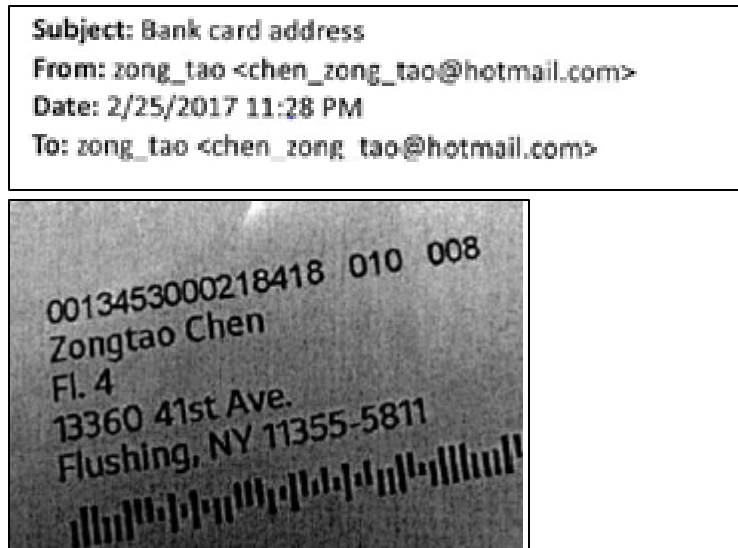 Subject: Bank card address
From: zong_tao <chen_zong_tao@hotmail.com>
Date: 2/25/2017 11:28 PM
To: zong_tao <chen_zong_tao@hotmail.com>
0013453000218418 010 008
Zongtao Chen
Fl. 4
13360 41st Ave.
Flushing, NY 11355-5811